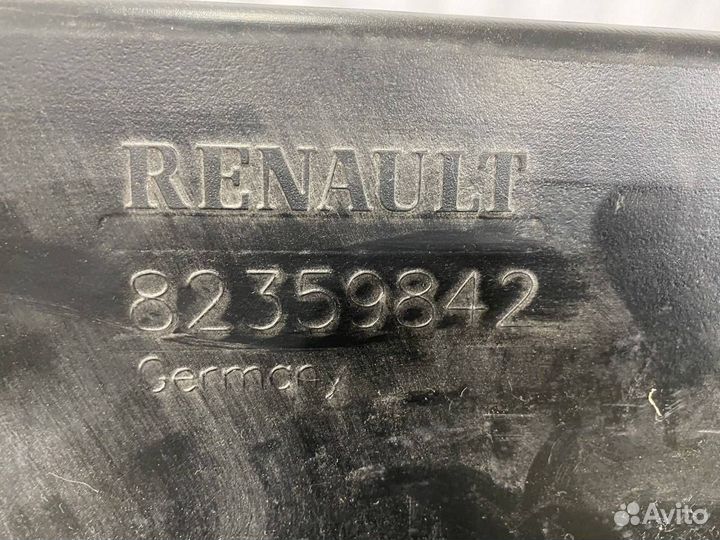 RENAULT
82359842
Germany
Avito